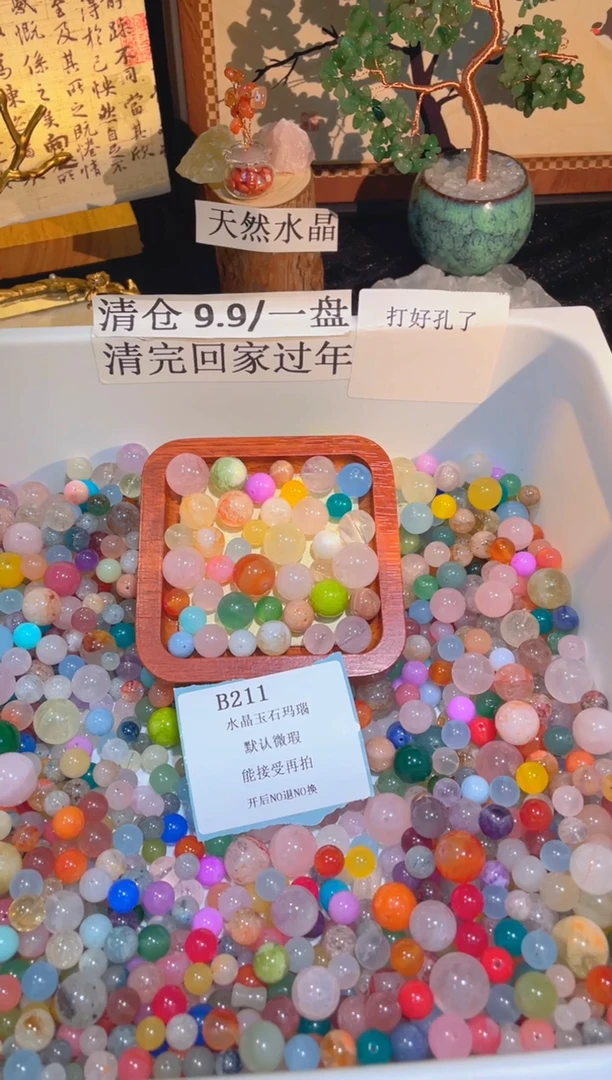 天然水晶
清仓 9.9/一盘
清完回家过年
打好孔了
B211
水晶玉石玛瑙
默认微瑕
能接受再拍
开后NO退NO换